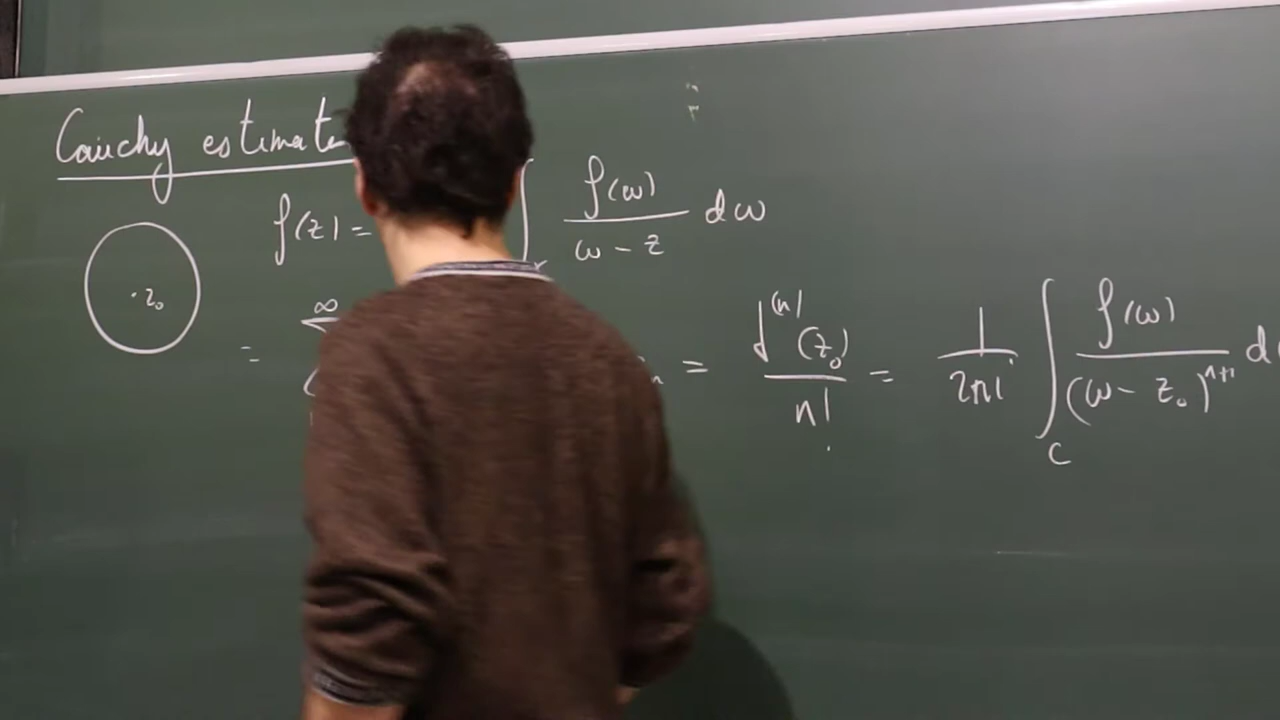 Cauchy estimate
f(z) = ∫ f(ω) / (ω - z) dω
z₀
= ∞ n = f⁽ⁿ⁾(z₀) / n! = 1 / 2πi ∫_C f(ω) / (ω - z₀)ⁿ⁺¹ d